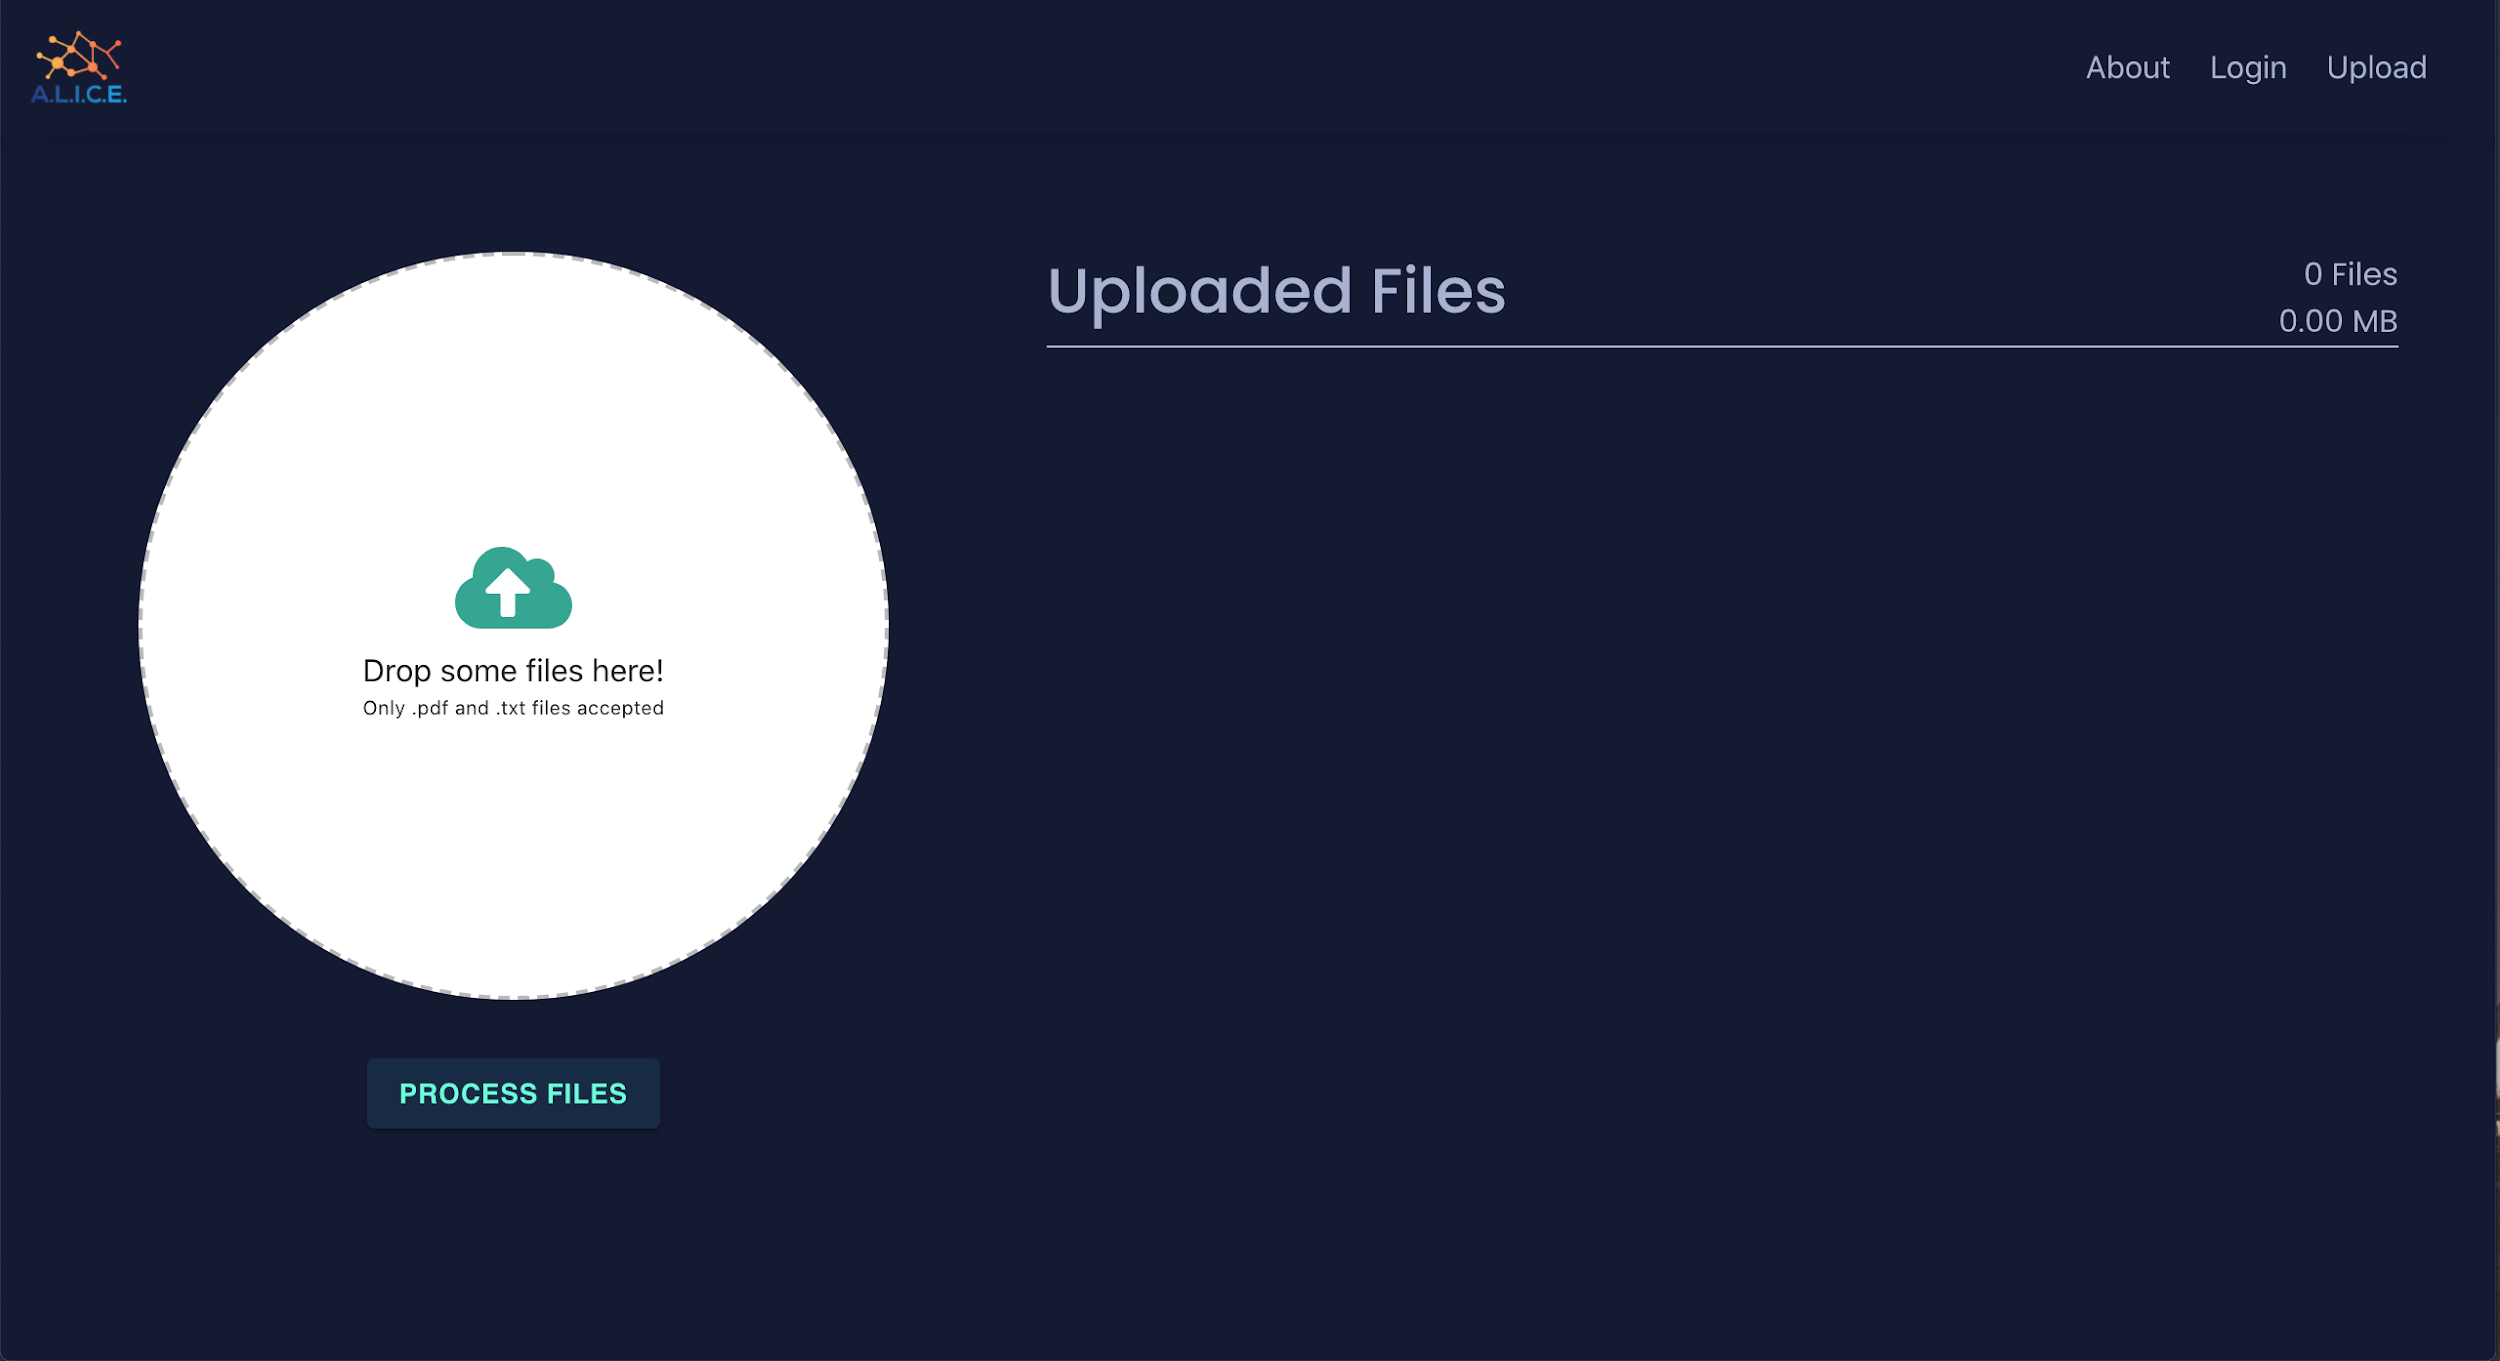 A.L.I.C.E.
About Login Upload
Uploaded Files
0 Files
0.00 MB
Drop some files here!
Only .pdf and .txt files accepted
PROCESS FILES